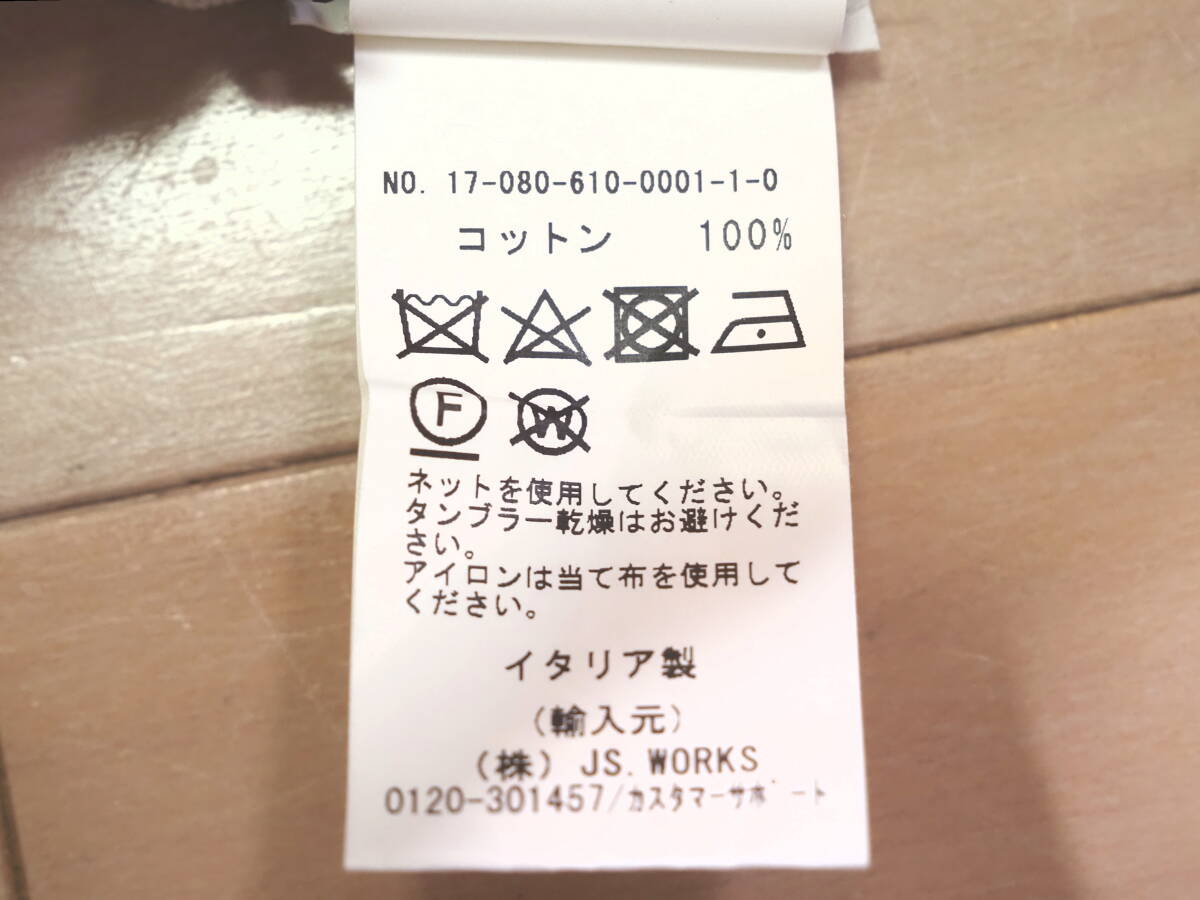 NO. 17-080-610-0001-1-0
コットン 100%
F W
ネットを使用してください。
タンブラー乾燥はお避けくだ
さい。
アイロンは当て布を使用して
ください。
イタリア製
(輸入元)
(株) JS. WORKS
0120-301457/カスタマーサポート